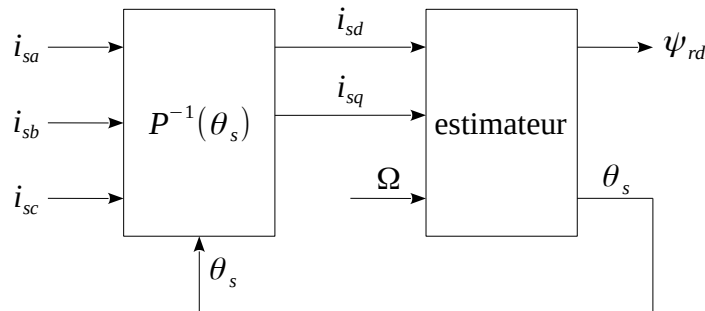 i_sa
i_sb
i_sc
P^−1(θ_s)
θ_s
i_sd
i_sq
Ω
estimateur
ψ_rd
θ_s